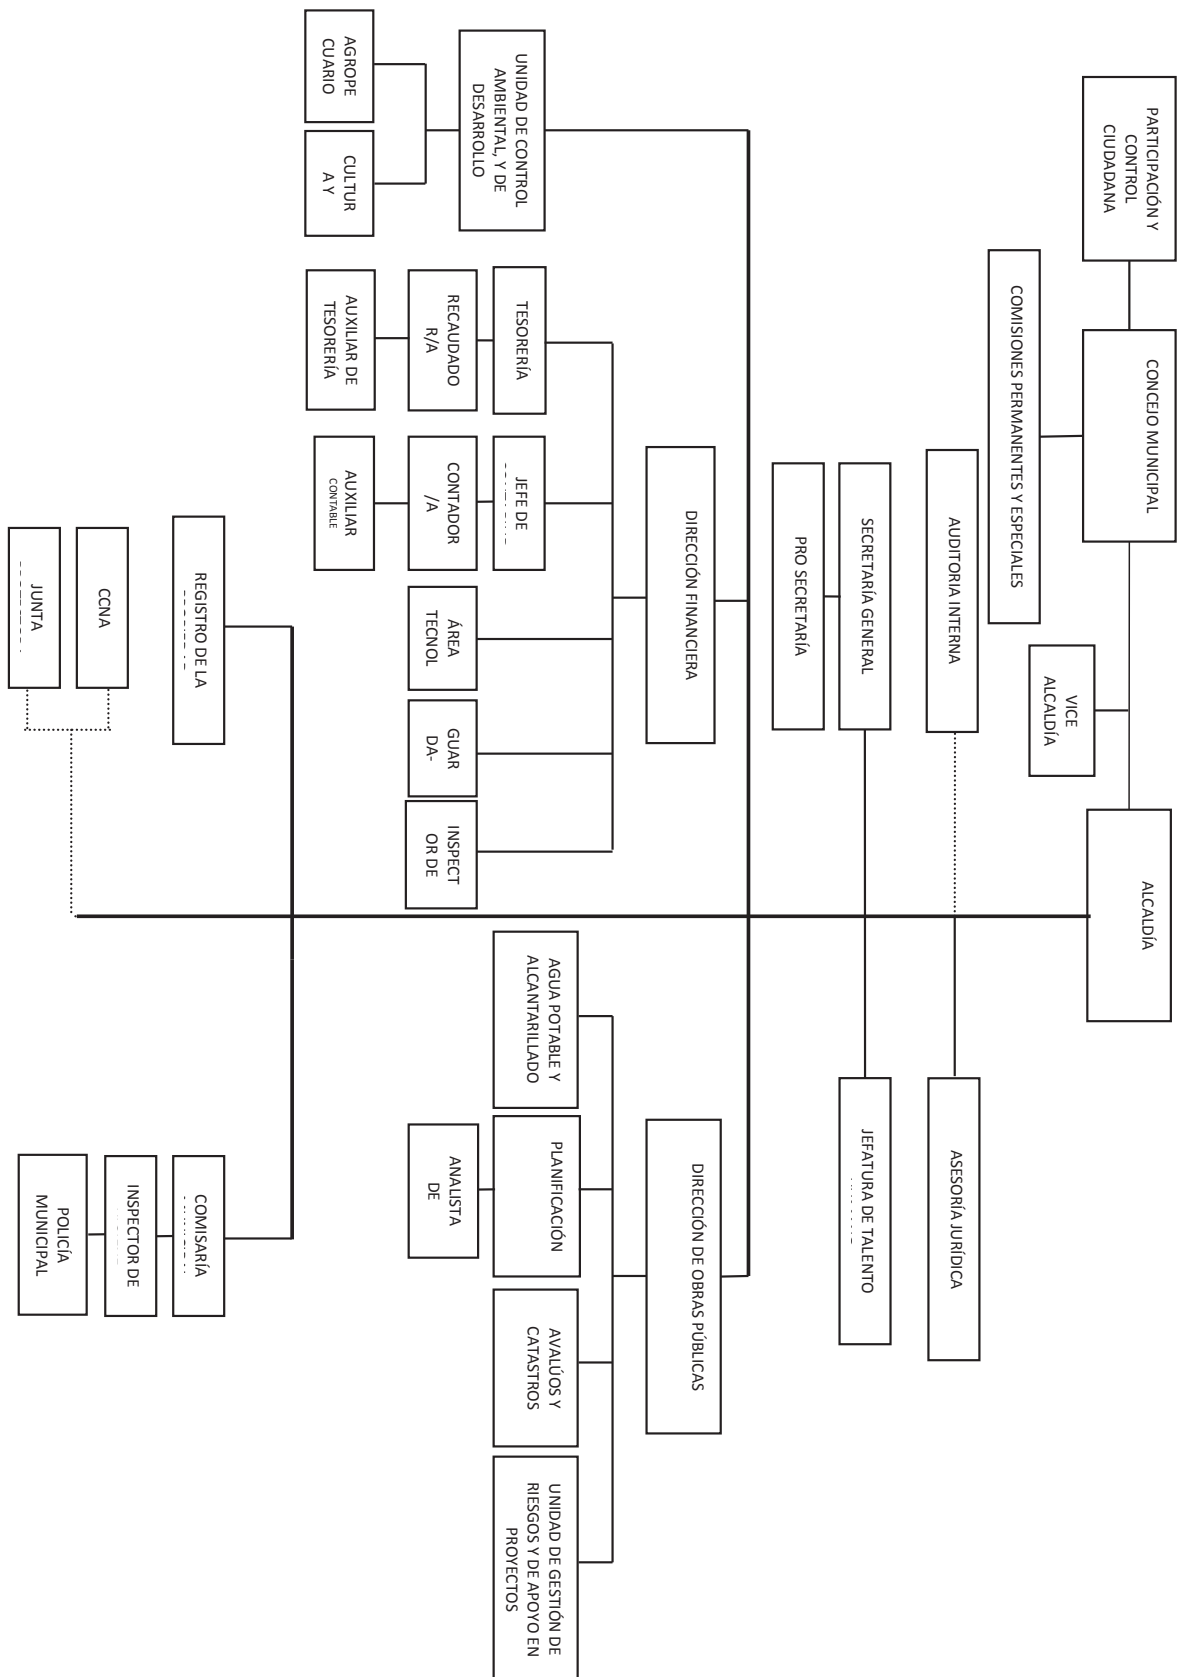 PARTICIPACIÓN Y
CONTROL
CIUDADANA
CONCEJO MUNICIPAL
ALCALDÍA
VICE
ALCALDÍA
COMISIONES PERMANENTES Y ESPECIALES
AUDITORIA INTERNA
ASESORÍA JURÍDICA
SECRETARÍA GENERAL
JEFATURA DE TALENTO
PRO SECRETARÍA
DIRECCIÓN FINANCIERA
DIRECCIÓN DE OBRAS PÚBLICAS
UNIDAD DE CONTROL
AMBIENTAL, Y DE
DESARROLLO
TESORERÍA
JEFE DE
AGUA POTABLE Y
ALCANTARILLADO
PLANIFICACIÓN
AVALÚOS Y
CATASTROS
UNIDAD DE GESTIÓN DE
RIESGOS Y DE APOYO EN
PROYECTOS
RECAUDADO
R/A
CONTADOR
/A
ÁREA
TECNOL
GUAR
DA-
INSPECT
OR DE
ANALISTA
DE
AGROPE
CUARIO
CULTUR
A Y
AUXILIAR DE
TESORERÍA
AUXILIAR
CONTABLE
REGISTRO DE LA
COMISARÍA
CCNA
INSPECTOR DE
JUNTA
POLICÍA
MUNICIPAL